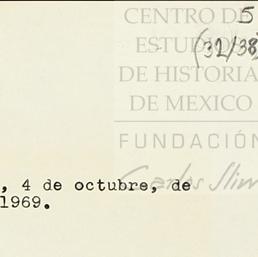 5
CENTRO DE
ESTUDIOS
(32/38)
DE HISTORIA
DE MEXICO
FUNDACIÓN
Carlos Slim
, 4 de octubre, de
1969.